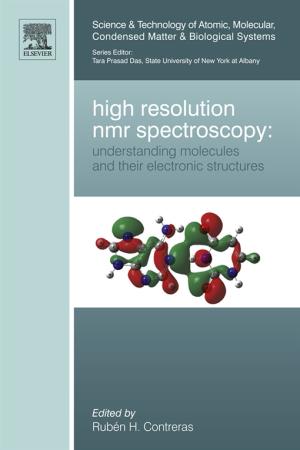 ELSEVIER
Science & Technology of Atomic, Molecular,
Condensed Matter & Biological Systems
Series Editor:
Tara Prasad Das, State University of New York at Albany
high resolution
nmr spectroscopy:
understanding molecules
and their electronic structures
Edited by
Rubén H. Contreras